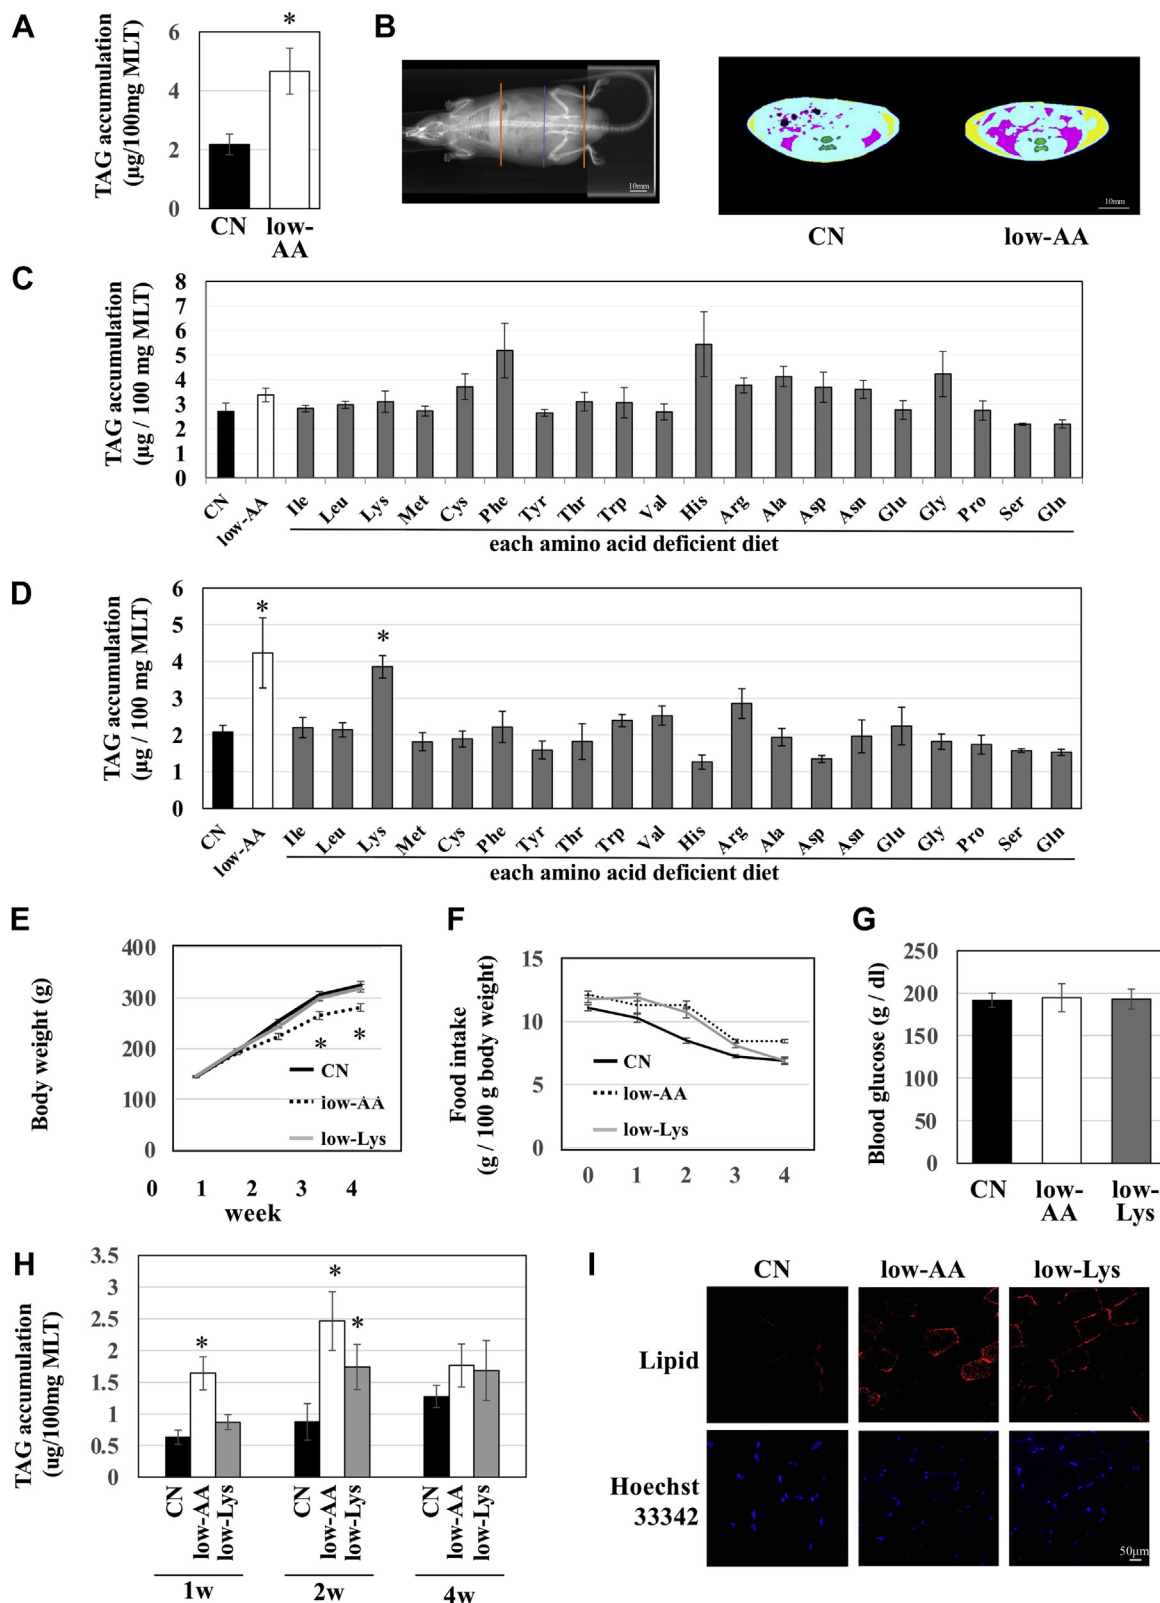 A
TAG accumulation
(μg/100mg MLT)
6
4
2
0
*
CN
low-
AA
B
10mm
10mm
CN
low-AA
C
TAG accumulation
(μg / 100 mg MLT)
8
7
6
5
4
3
2
1
0
CN
low-AA
Ile
Leu
Lys
Met
Cys
Phe
Tyr
Thr
Trp
Val
His
Arg
Ala
Asp
Asn
Glu
Gly
Pro
Ser
Gln
each amino acid deficient diet
D
TAG accumulation
(μg / 100 mg MLT)
6
5
4
3
2
1
0
*
*
CN
low-AA
Ile
Leu
Lys
Met
Cys
Phe
Tyr
Thr
Trp
Val
His
Arg
Ala
Asp
Asn
Glu
Gly
Pro
Ser
Gln
each amino acid deficient diet
E
Body weight (g)
400
300
200
100
0
* *
CN
low-AA
low-Lys
0 1 2 3 4
week
F
Food intake
(g / 100 g body weight)
15
10
5
0
CN
low-AA
low-Lys
0 1 2 3 4
G
Blood glucose (g / dl)
250
200
150
100
50
0
CN
low-
AA
low-
Lys
H
TAG accumulation
(ug/100mg MLT)
3.5
3
2.5
2
1.5
1
0.5
0
*
*
*
CN
low-AA
low-Lys
CN
low-AA
low-Lys
CN
low-AA
low-Lys
1w
2w
4w
I
CN low-AA low-Lys
Lipid
Hoechst
33342
50μm